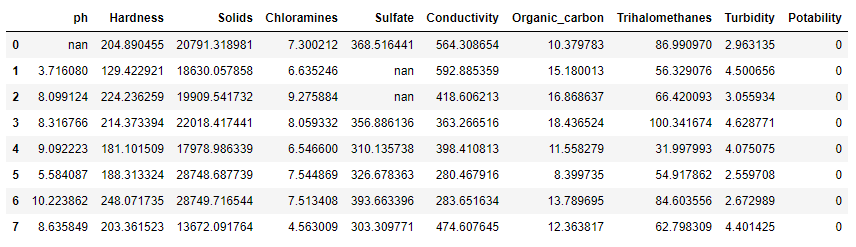 ph Hardness Solids Chloramines Sulfate Conductivity Organic_carbon Trihalomethanes Turbidity Potability
0 nan 204.890455 20791.318981 7.300212 368.516441 564.308654 10.379783 86.990970 2.963135 0
1 3.716080 129.422921 18630.057858 6.635246 nan 592.885359 15.180013 56.329076 4.500656 0
2 8.099124 224.236259 19909.541732 9.275884 nan 418.606213 16.868637 66.420093 3.055934 0
3 8.316766 214.373394 22018.417441 8.059332 356.886136 363.266516 18.436524 100.341674 4.628771 0
4 9.092223 181.101509 17978.986339 6.546600 310.135738 398.410813 11.558279 31.997993 4.075075 0
5 5.584087 188.313324 28748.687739 7.544869 326.678363 280.467916 8.399735 54.917862 2.559708 0
6 10.223862 248.071735 28749.716544 7.513408 393.663396 283.651634 13.789695 84.603556 2.672989 0
7 8.635849 203.361523 13672.091764 4.563009 303.309771 474.607645 12.363817 62.798309 4.401425 0